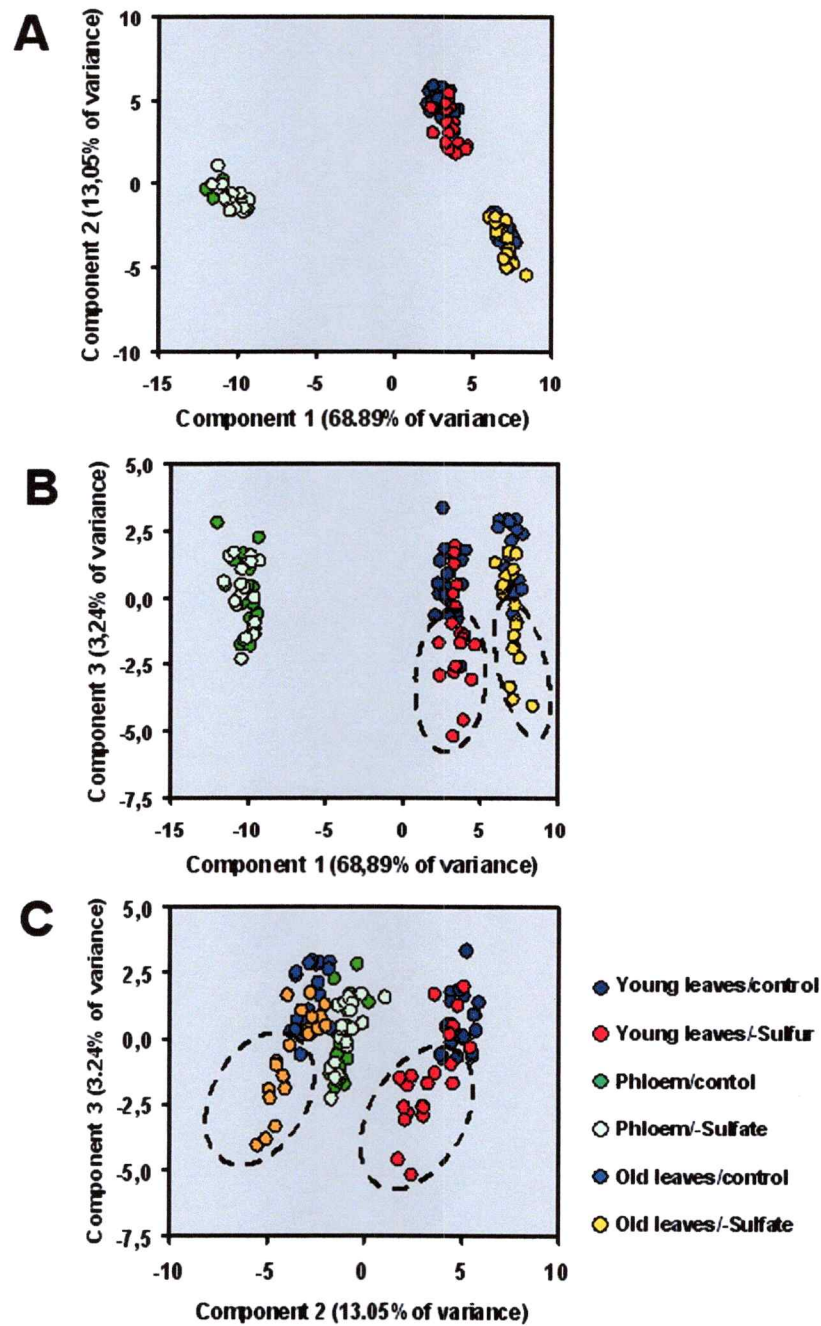 A
Component 2 (13,05% of variance)
10
5
0
-5
-10
-15
-10
-5
0
5
10
Component 1 (68.89% of variance)
B
Component 3 (3,24% of variance)
5,0
2,5
0,0
-2,5
-5,0
-7,5
-15
-10
-5
0
5
10
Component 1 (68,89% of variance)
C
Component 3 (3.24% of variance)
5,0
2,5
0,0
-2,5
-5,0
-7,5
-10
-5
0
5
10
Component 2 (13.05% of variance)
Young leaves/control
Young leaves/-Sulfur
Phloem/contol
Phloem/-Sulfate
Old leaves/control
Old leaves/-Sulfate